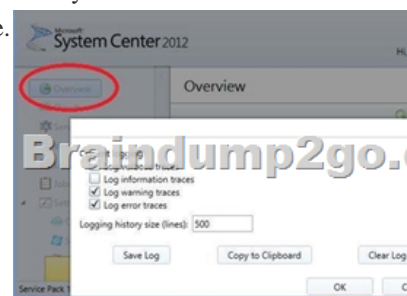 e.
Microsoft
System Center 2012
Hi
Overview
Overview
Braindump2go.
Log information traces
Log warning traces
Log error traces
Logging history size (lines): 500
Save Log
Copy to Clipboard
Clear Log
OK
C
Service Pack 1